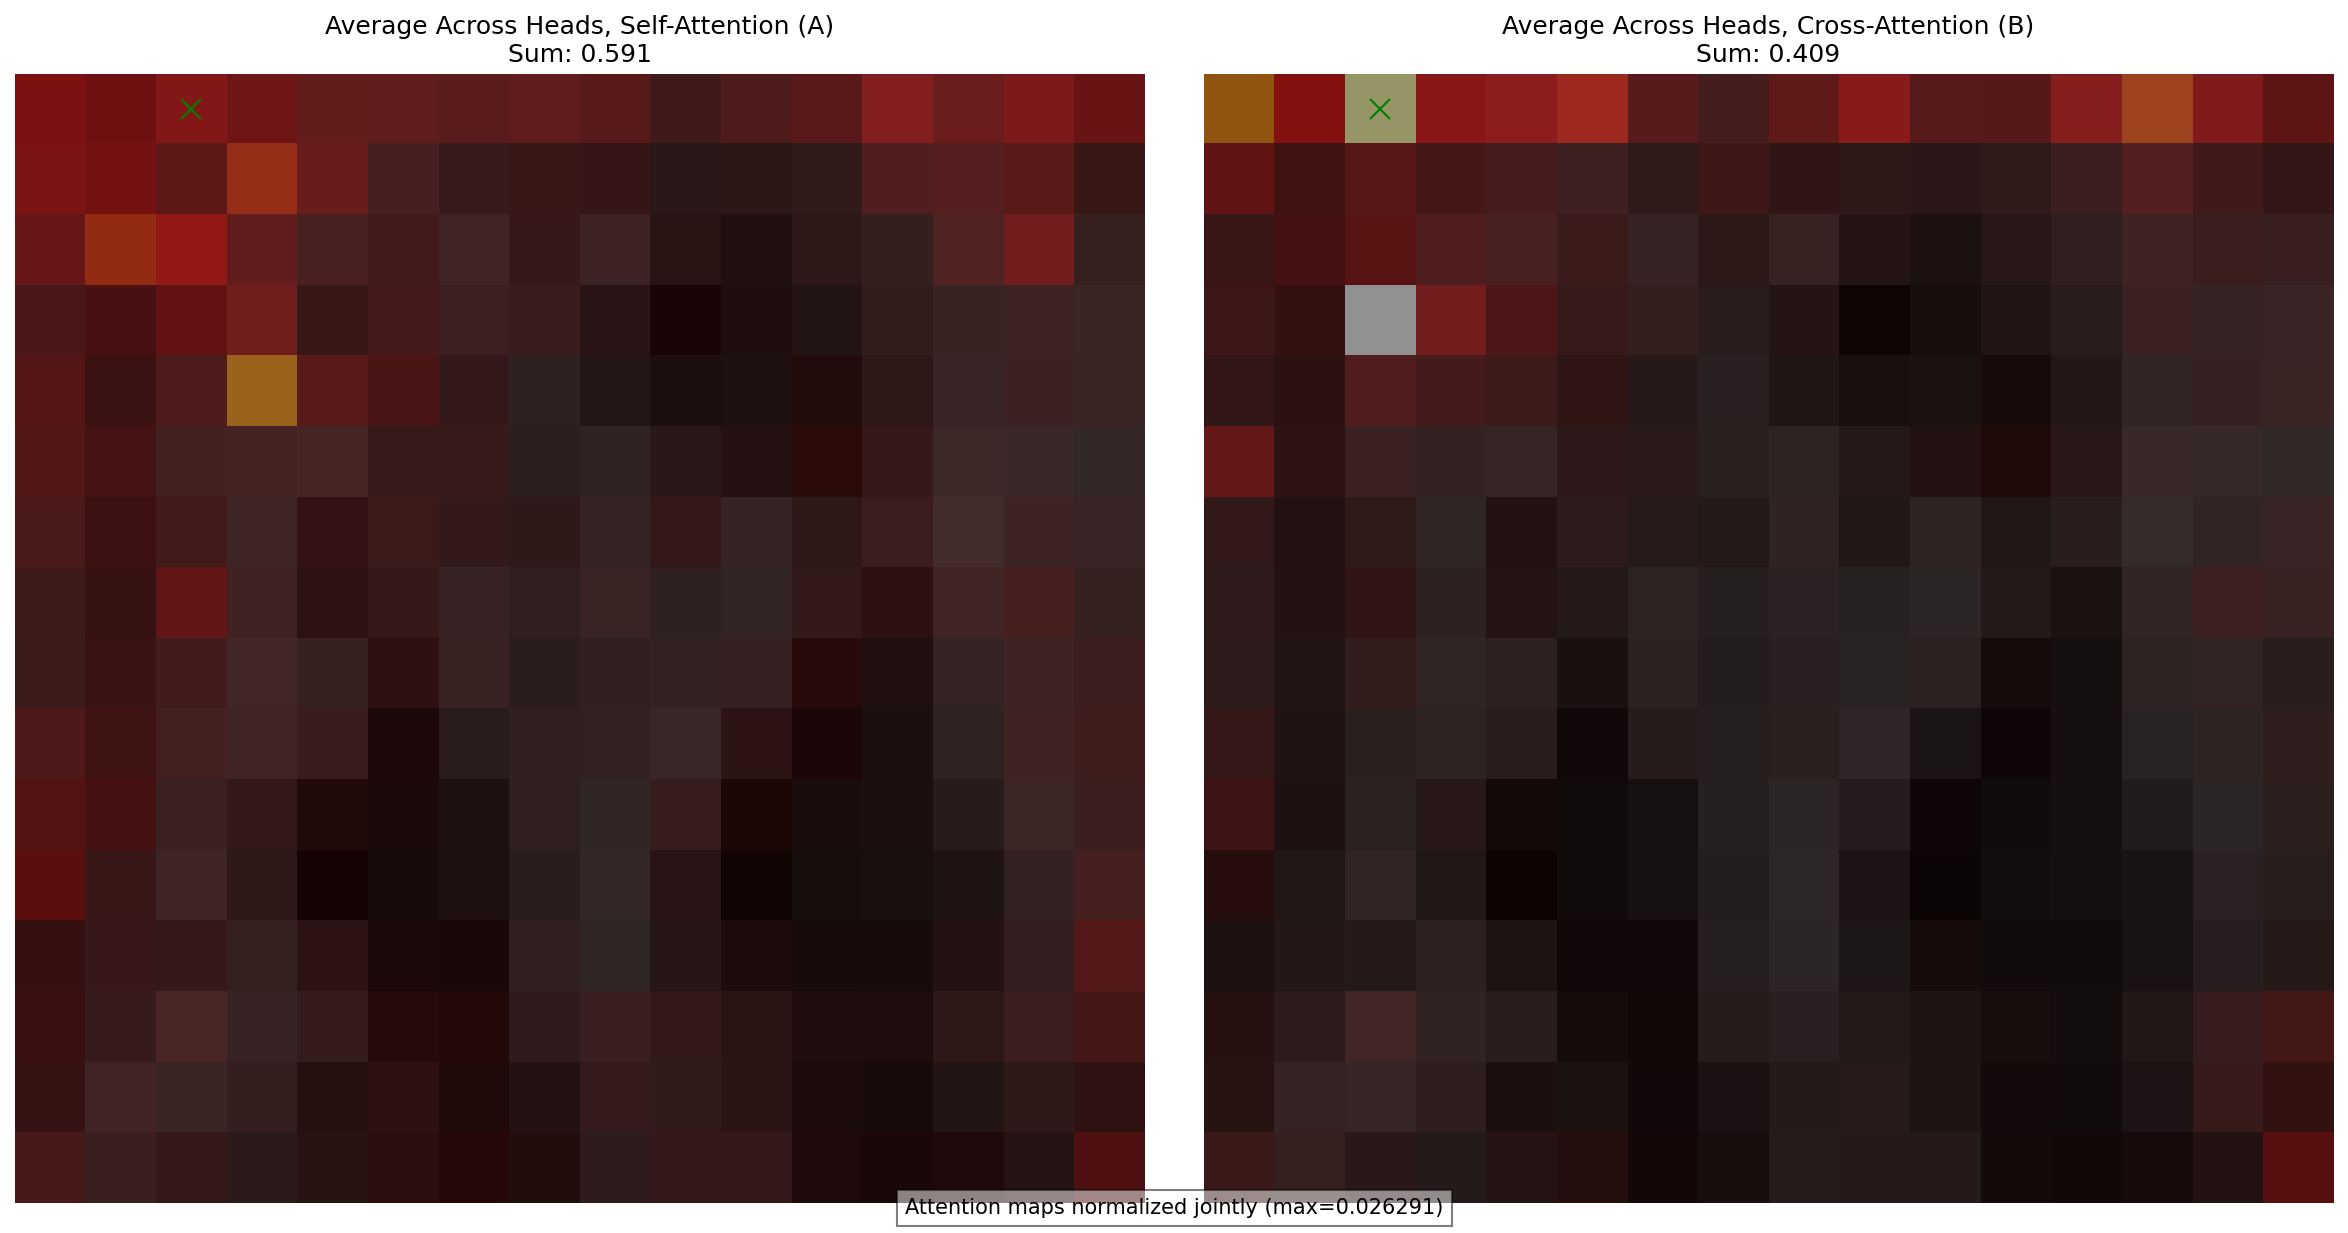 Average Across Heads, Self-Attention (A)
Sum: 0.591
Average Across Heads, Cross-Attention (B)
Sum: 0.409
Attention maps normalized jointly (max=0.026291)